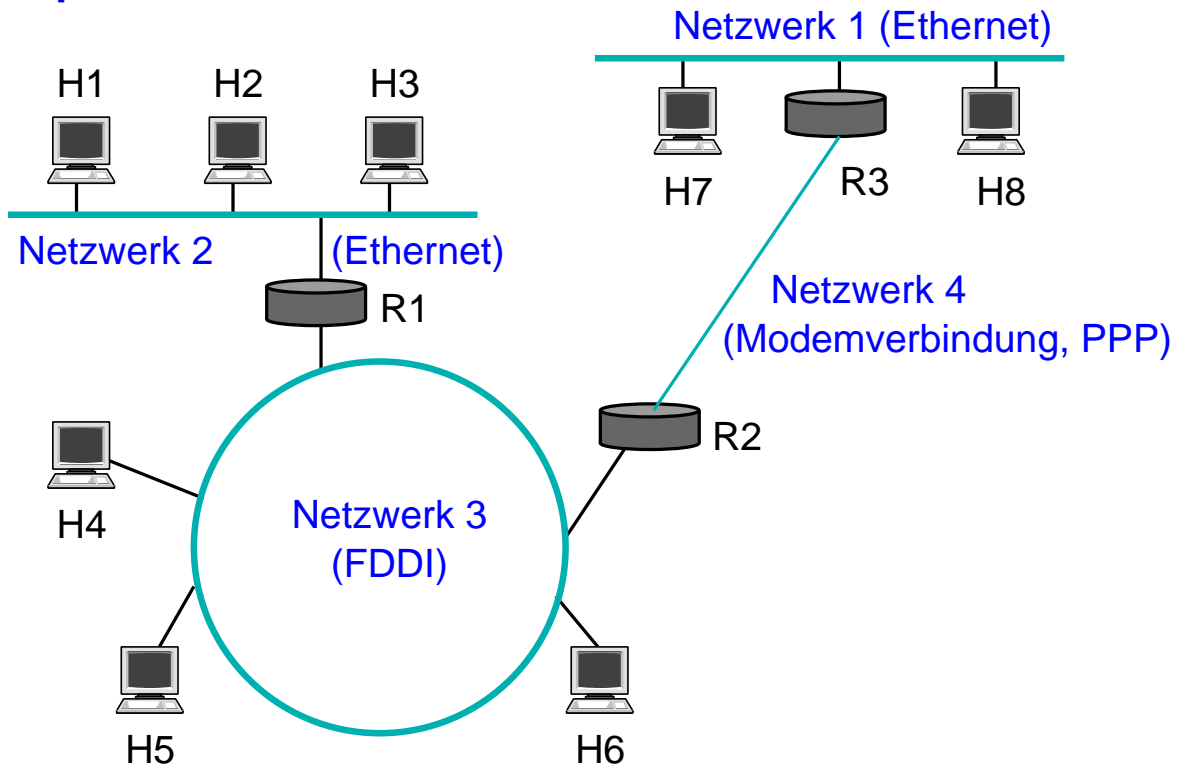 Netzwerk 1 (Ethernet)
H1 H2 H3
H7 R3 H8
Netzwerk 2 (Ethernet)
R1
Netzwerk 4
(Modemverbindung, PPP)
R2
H4
Netzwerk 3
(FDDI)
H5 H6